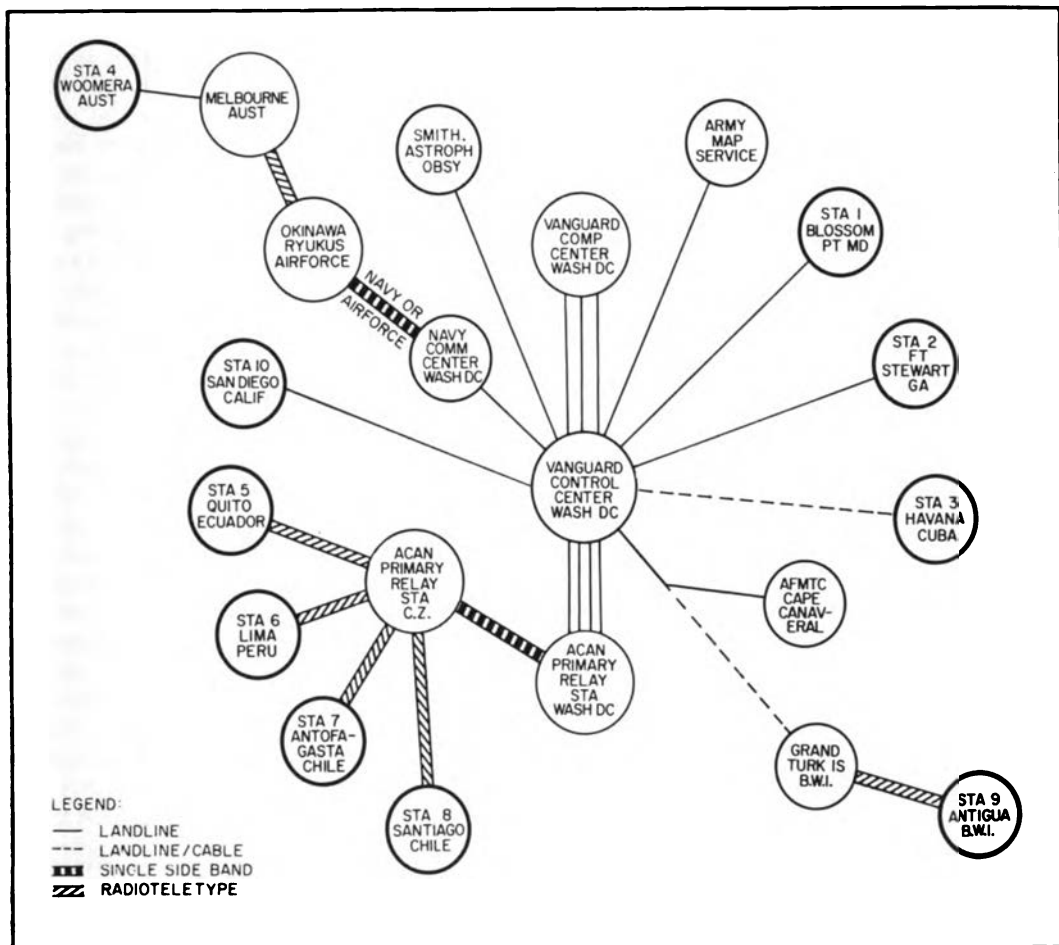 STA 4
WOOMERA
AUST
MELBOURNE
AUST
SMITH.
ASTROPH
OBSY
ARMY
MAP
SERVICE
OKINAWA
RYUKUS
AIRFORCE
VANGUARD
COMP
CENTER
WASH DC
STA 1
BLOSSOM
PT MD
NAVY OR
AIRFORCE
NAVY
COMM
CENTER
WASH DC
STA 2
FT
STEWART
GA
STA 10
SAN DIEGO
CALIF
VANGUARD
CONTROL
CENTER
WASH DC
STA 5
QUITO
ECUADOR
STA 3
HAVANA
CUBA
ACAN
PRIMARY
RELAY
STA
C.Z.
AFMTC
CAPE
CANAV-
ERAL
STA 6
LIMA
PERU
ACAN
PRIMARY
RELAY
STA
WASH DC
STA 7
ANTOFA-
GASTA
CHILE
GRAND
TURK IS
B.W.I.
STA 8
SANTIAGO
CHILE
STA 9
ANTIGUA
B.W.I.
LEGEND:
LANDLINE
LANDLINE/CABLE
SINGLE SIDE BAND
RADIOTELETYPE